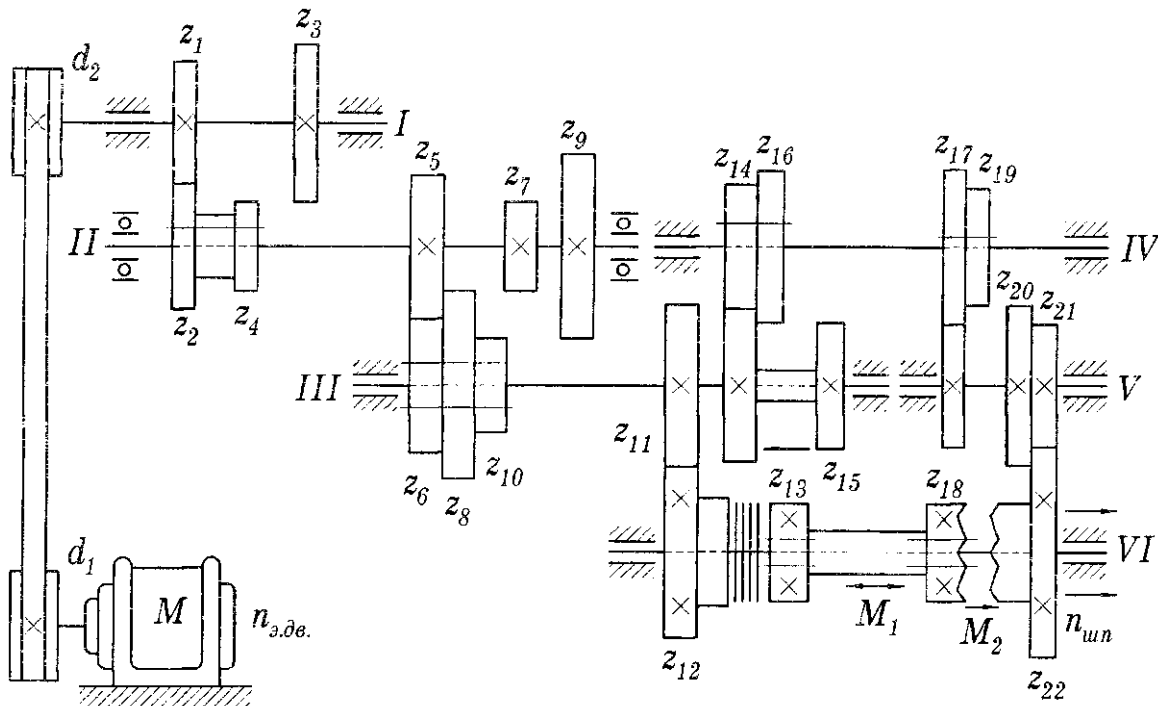 z₃
z₁
d₂
I
z₅
z₇
z₉
z₁₄
z₁₆
z₁₇
z₁₉
II
IV
z₂
z₄
z₂₀
z₂₁
III
V
z₁₁
z₆
z₈
z₁₀
z₁₃
z₁₅
z₁₈
VI
d₁
M
nэ.дв.
M₁
M₂
nшп
z₁₂
z₂₂